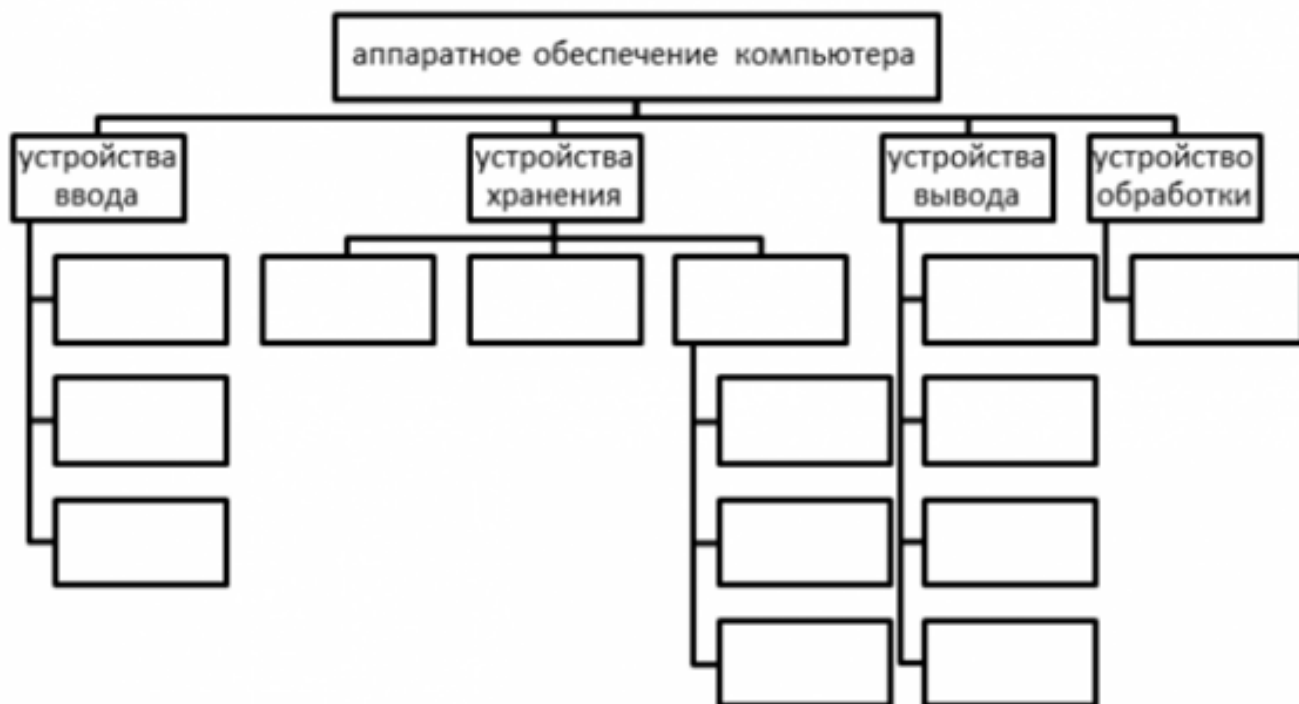 аппаратное обеспечение компьютера
устройства
ввода
устройства
хранения
устройства
вывода
устройство
обработки